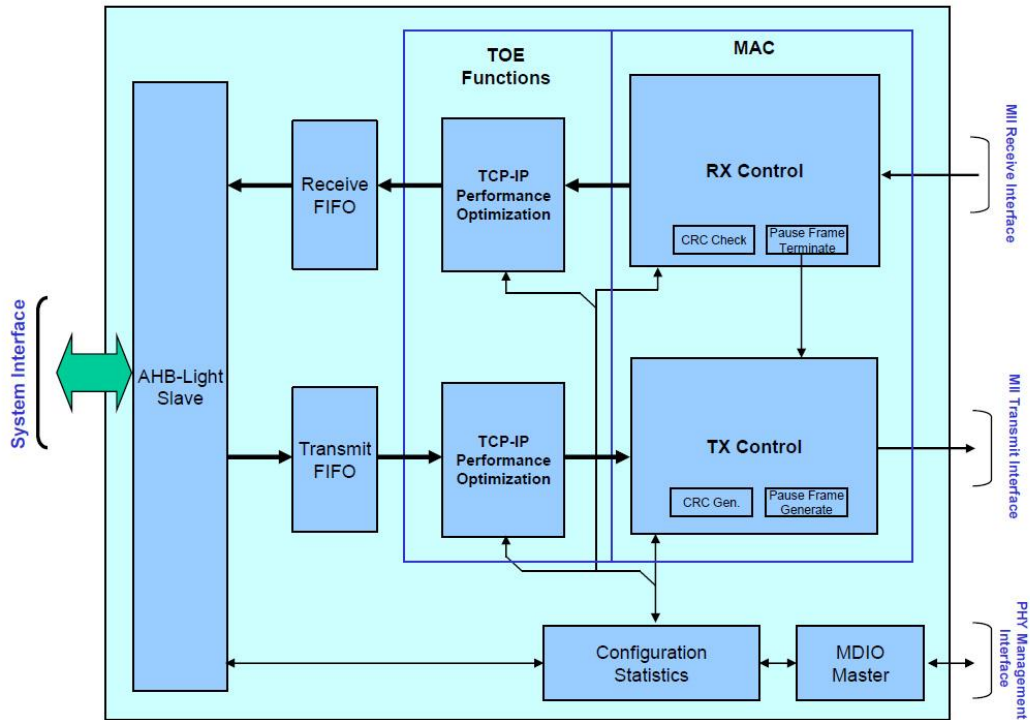 TOE
Functions
MAC
AHB-Light
Slave
Receive
FIFO
TCP-IP
Performance
Optimization
RX Control
CRC Check
Pause Frame
Terminate
MII Receive Interface
System Interface
Transmit
FIFO
TCP-IP
Performance
Optimization
TX Control
CRC Gen.
Pause Frame
Generate
MII Transmit Interface
Configuration
Statistics
MDIO
Master
PHY Management
Interface